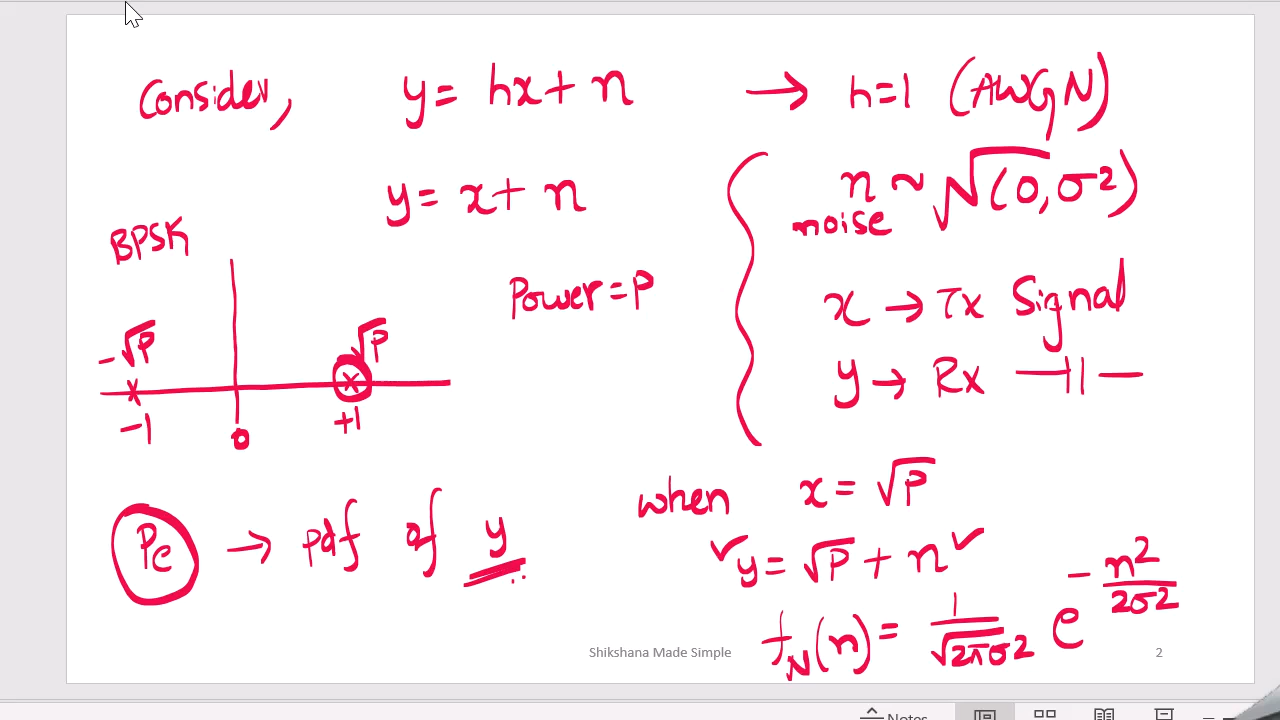 Consider, y = hx + n → h=1 (AWGN)
y = x + n
n ~ N(0, σ2)
noise
BPSK
Power = P
x → Tx Signal
-√P √P
y → Rx —11—
-1 0 +1
when x = √P
Pe → pdf of y
y = √P + n
f_N(n) = 1/√2πσ2 e^-n2/2σ2
Shikshana Made Simple 2
Notes